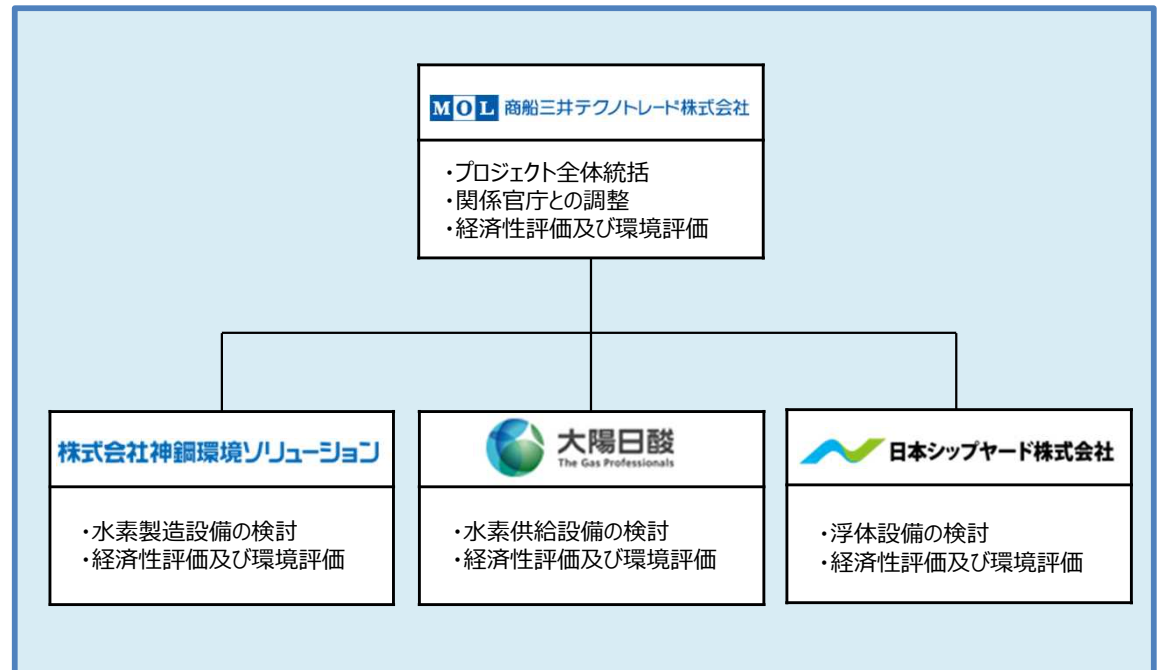 MOL 商船三井テクノトレード株式会社
・プロジェクト全体統括
・関係官庁との調整
・経済性評価及び環境評価
株式会社神鋼環境ソリューション
・水素製造設備の検討
・経済性評価及び環境評価
大陽日酸
The Gas Professionals
・水素供給設備の検討
・経済性評価及び環境評価
日本シップヤード株式会社
・浮体設備の検討
・経済性評価及び環境評価